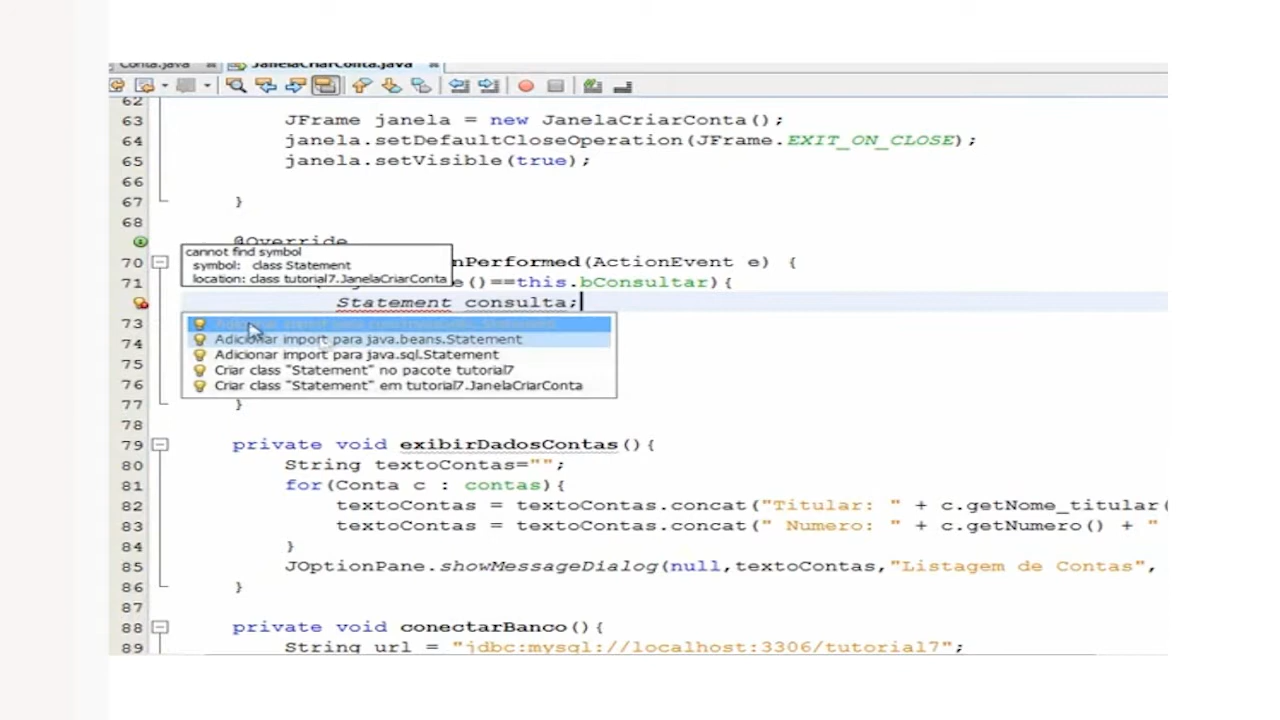 Conta.java JanelaCriarConta.java
62
63 JFrame janela = new JanelaCriarConta();
64 janela.setDefaultCloseOperation(JFrame.EXIT_ON_CLOSE);
65 janela.setVisible(true);
66
67 }
68
@Override
cannot find symbol
symbol: class Statement
location: class tutorial7.JanelaCriarConta
70 nPerformed(ActionEvent e) {
71 ()==this.bConsultar){
Statement consulta;
Adicionar import para java.beans.Statement
Adicionar import para java.sql.Statement
Criar class "Statement" no pacote tutorial7
Criar class "Statement" em tutorial7.JanelaCriarConta
73
74
75
76
77 }
78
79 private void exibirDadosContas(){
80 String textoContas="";
81 for(Conta c : contas){
82 textoContas = textoContas.concat("Titular: " + c.getNome_titular(
83 textoContas = textoContas.concat(" Numero: " + c.getNumero() + "
84 }
85 JOptionPane.showMessageDialog(null,textoContas,"Listagem de Contas",
86 }
87
88 private void conectarBanco(){
89 String url = "jdbc:mysql://localhost:3306/tutorial7";